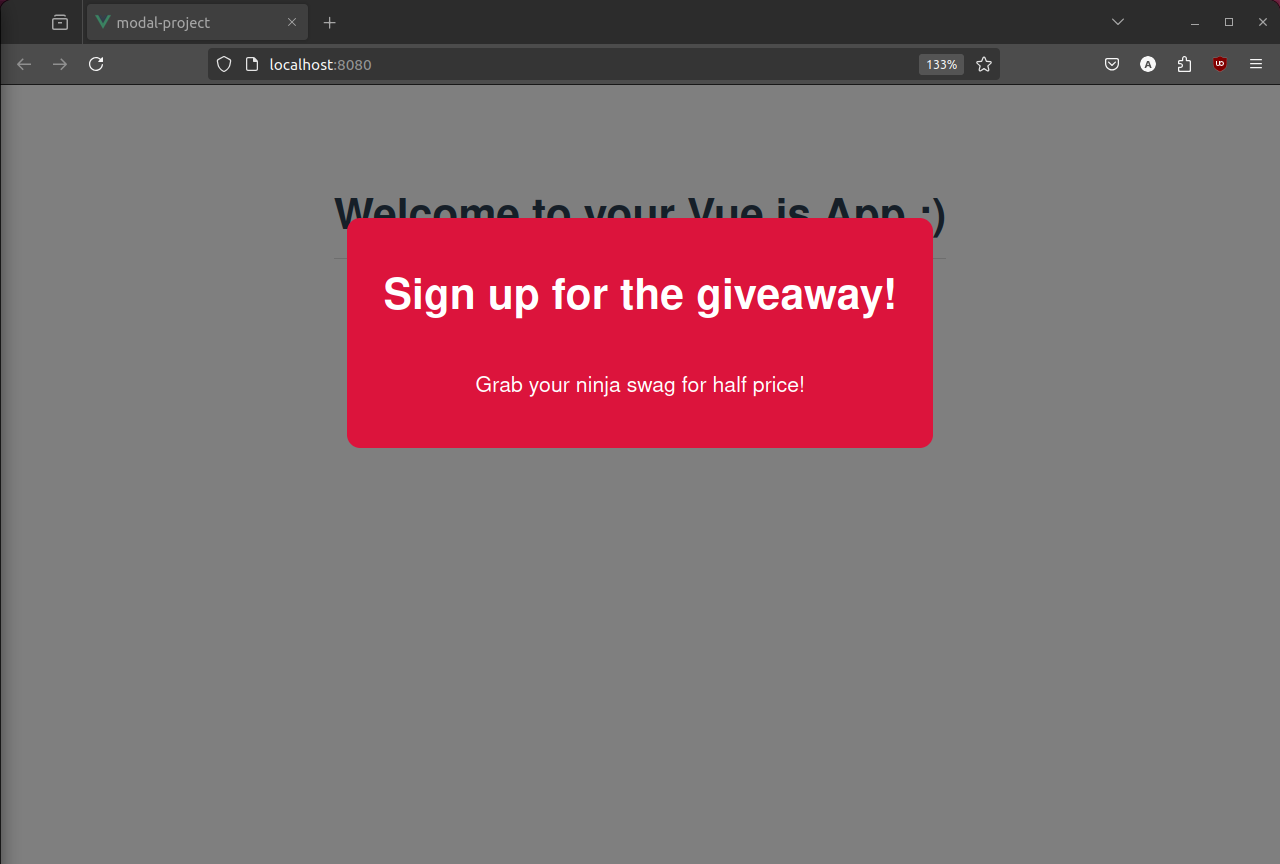 modal-project
localhost:8080
133%
A
Welcome to your Vue.js App :)
Sign up for the giveaway!
Grab your ninja swag for half price!